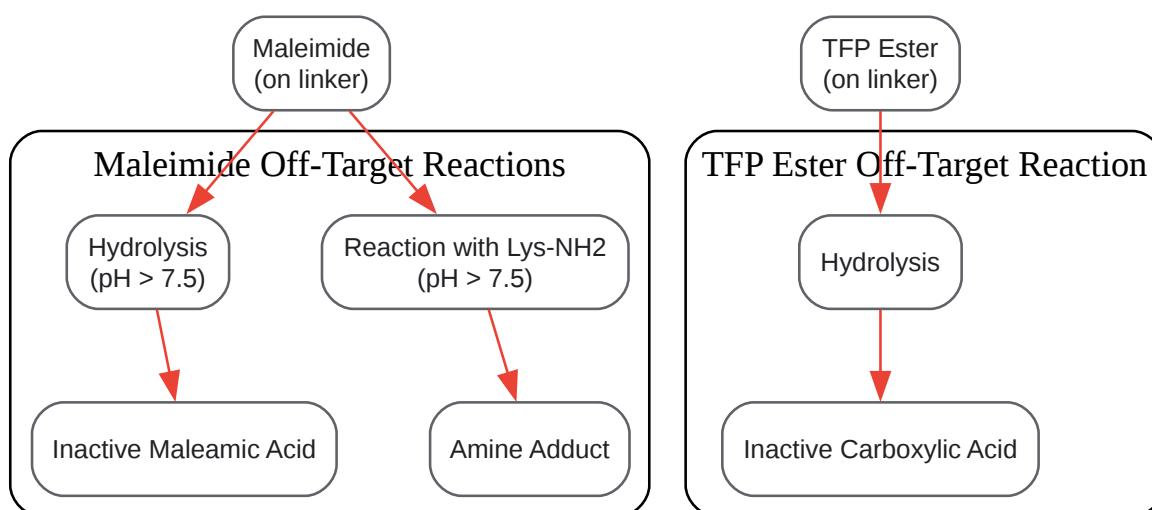 Maleimide
(on linker)
TFP Ester
(on linker)
Maleimide Off-Target Reactions
TFP Ester Off-Target Reaction
Hydrolysis
(pH > 7.5)
Reaction with Lys-NH2
(pH > 7.5)
Hydrolysis
Inactive Maleamic Acid
Amine Adduct
Inactive Carboxylic Acid